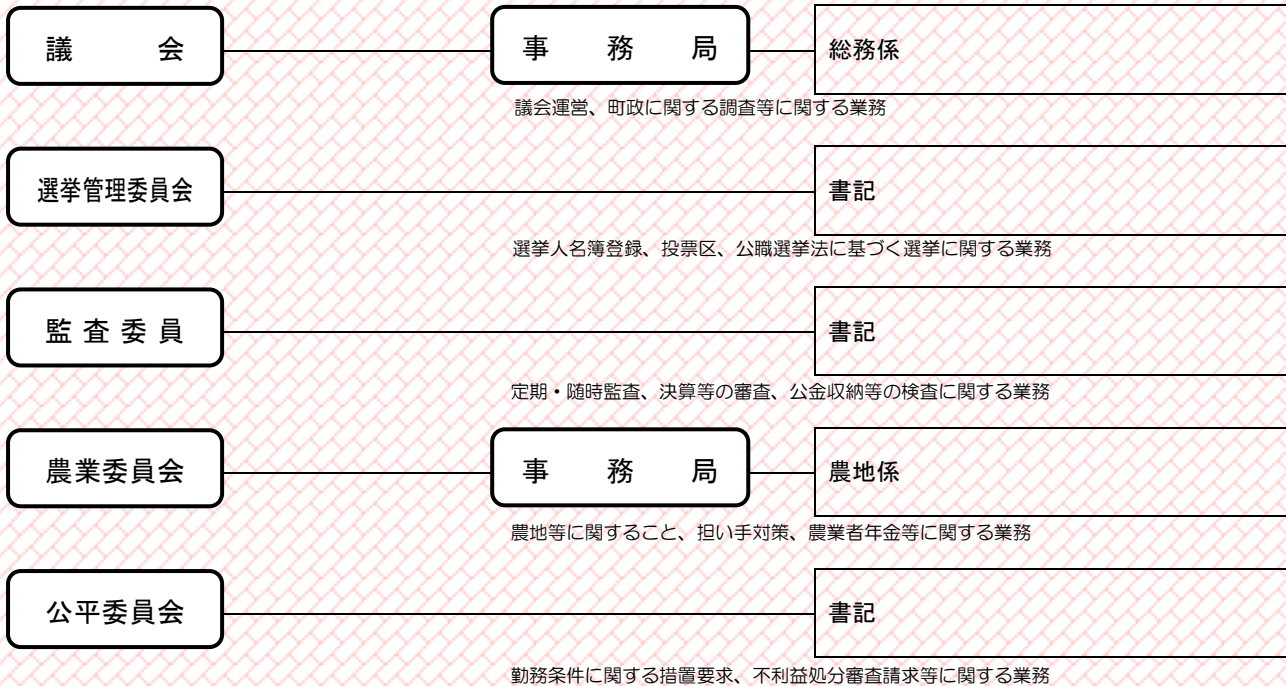 議 会 事 務 局 総務係
議会運営、町政に関する調査等に関する業務
選挙管理委員会 書記
選挙人名簿登録、投票区、公職選挙法に基づく選挙に関する業務
監査委員 書記
定期・随時監査、決算等の審査、公金収納等の検査に関する業務
農業委員会 事 務 局 農地係
農地等に関すること、担い手対策、農業者年金等に関する業務
公平委員会 書記
勤務条件に関する措置要求、不利益処分審査請求等に関する業務